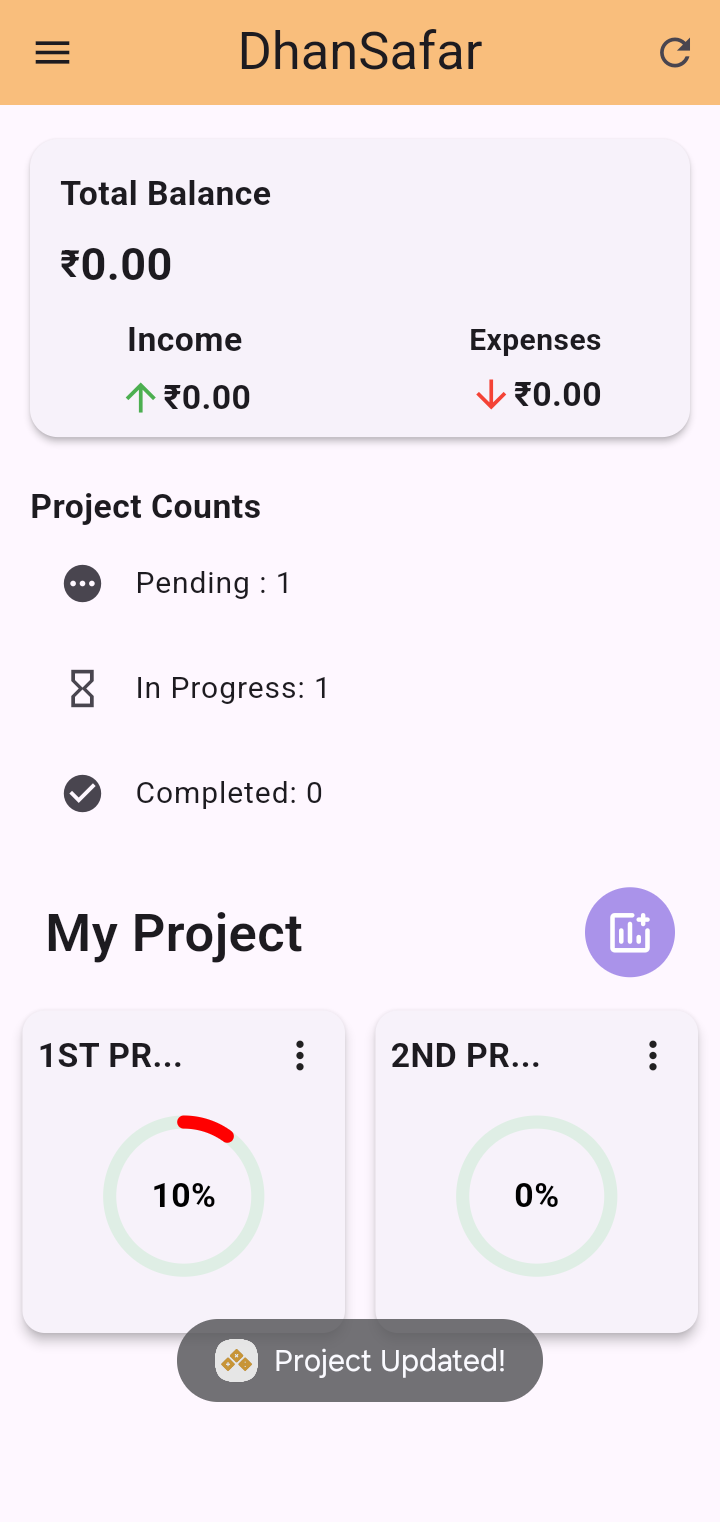 DhanSafar
Total Balance
₹0.00
Income
Expenses
₹0.00
₹0.00
Project Counts
Pending : 1
In Progress: 1
Completed: 0
My Project
1ST PR...
2ND PR...
10%
0%
Project Updated!